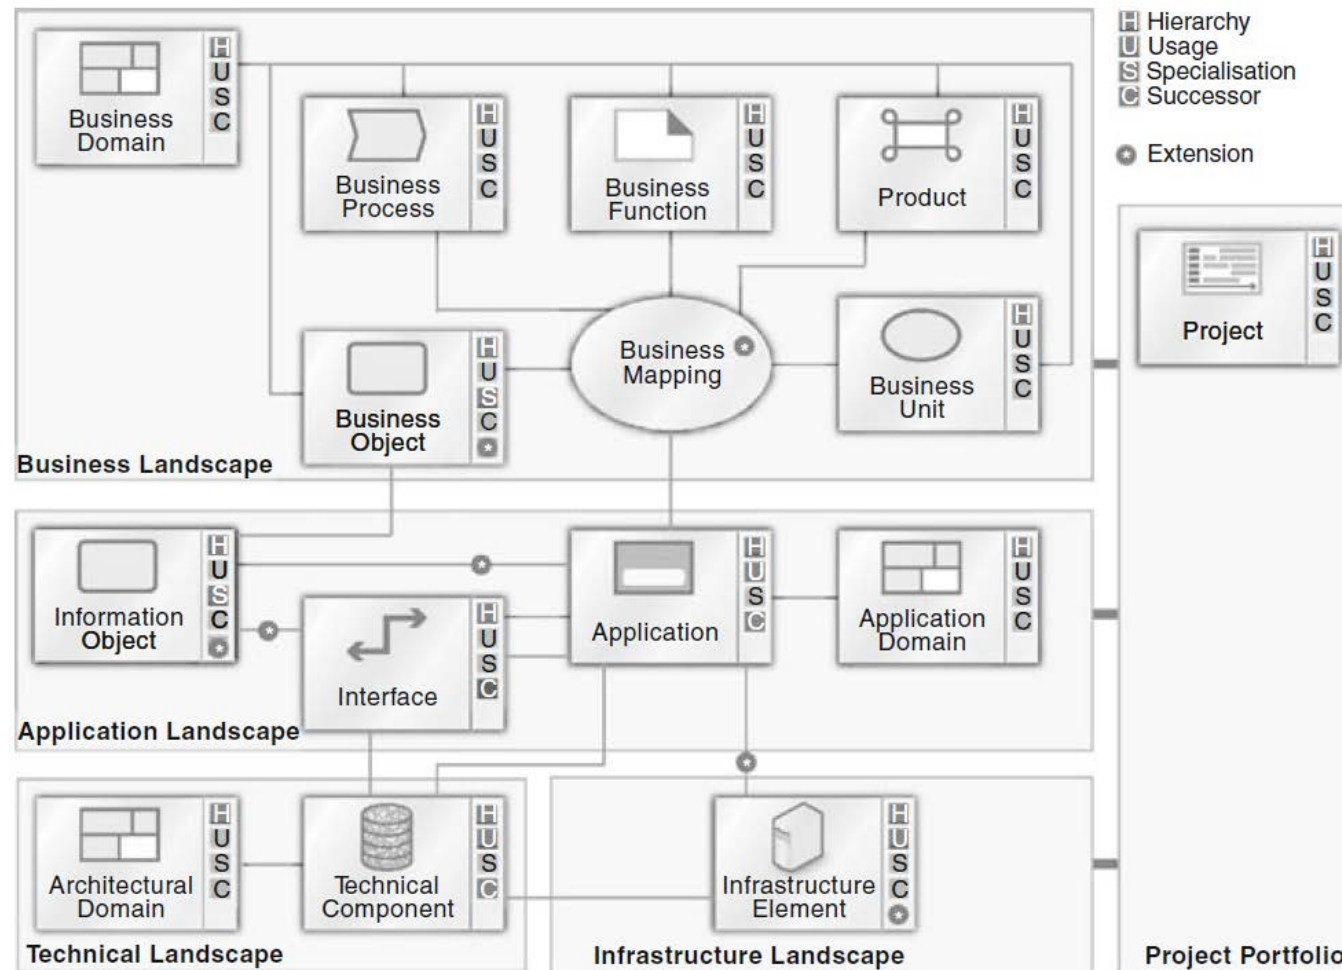 H Hierarchy
U Usage
S Specialisation
C Successor
Extension
Business
Domain
H
U
S
C
Business
Process
H
U
S
C
Business
Function
H
U
S
C
Product
H
U
S
C
Business
Object
H
U
S
C
Business
Mapping
Business
Unit
H
U
S
C
Business Landscape
Project
H
U
S
C
Information
Object
H
U
S
C
Interface
H
U
S
C
Application
H
U
S
C
Application
Domain
H
U
S
C
Application Landscape
Architectural
Domain
H
U
S
C
Technical
Component
H
U
S
C
Technical Landscape
Infrastructure
Element
H
U
S
C
Infrastructure Landscape
Project Portfolio